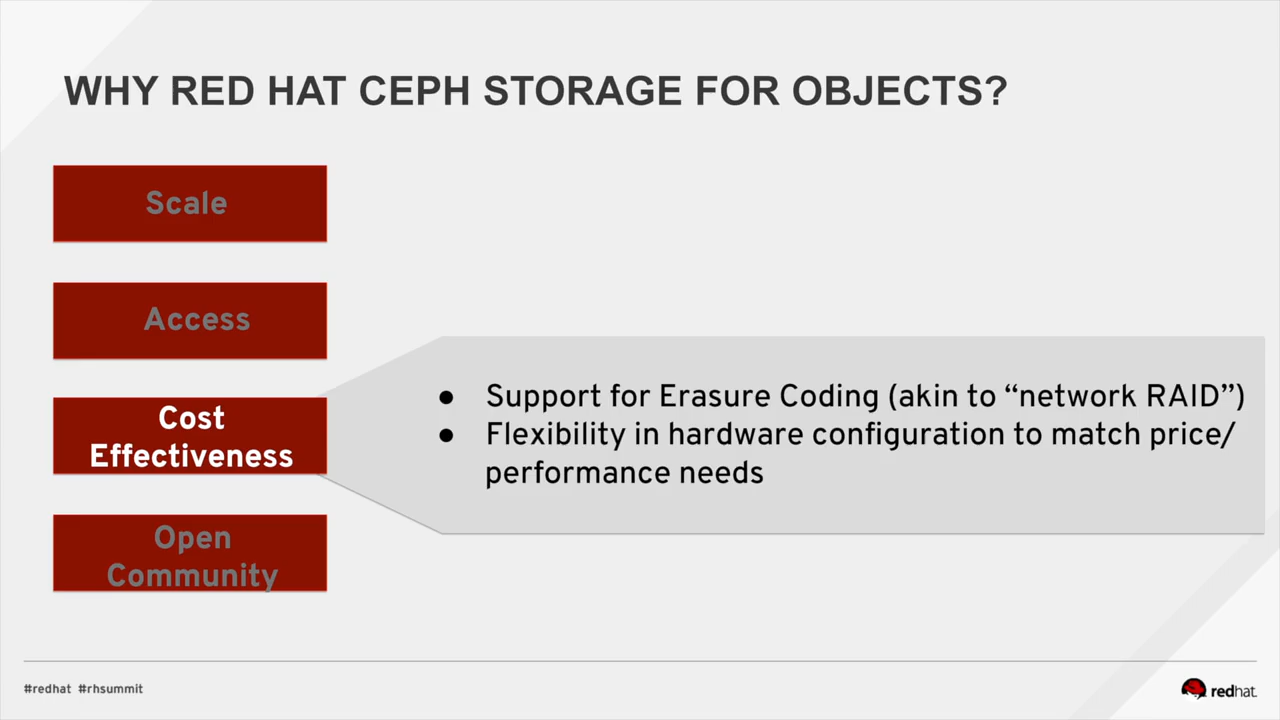 WHY RED HAT CEPH STORAGE FOR OBJECTS?
Scale
Access
Cost
Effectiveness
● Support for Erasure Coding (akin to “network RAID”)
● Flexibility in hardware configuration to match price/
performance needs
Open
Community
#redhat #rhsummit
redhat.